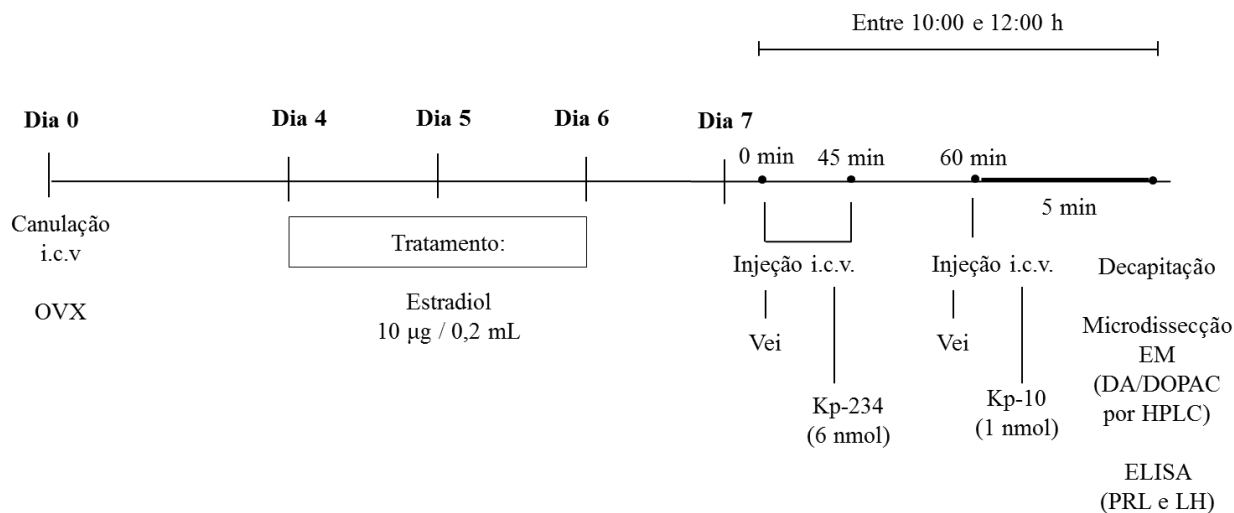 Entre 10:00 e 12:00 h
Dia 0
Dia 4
Dia 5
Dia 6
Dia 7
0 min
45 min
60 min
5 min
Canulação
i.c.v
OVX
Tratamento:
Estradiol
10 µg / 0,2 mL
Injeção i.c.v.
Vei
Kp-234
(6 nmol)
Injeção i.c.v.
Vei
Kp-10
(1 nmol)
Decapitação
Microdissecção
EM
(DA/DOPAC
por HPLC)
ELISA
(PRL e LH)